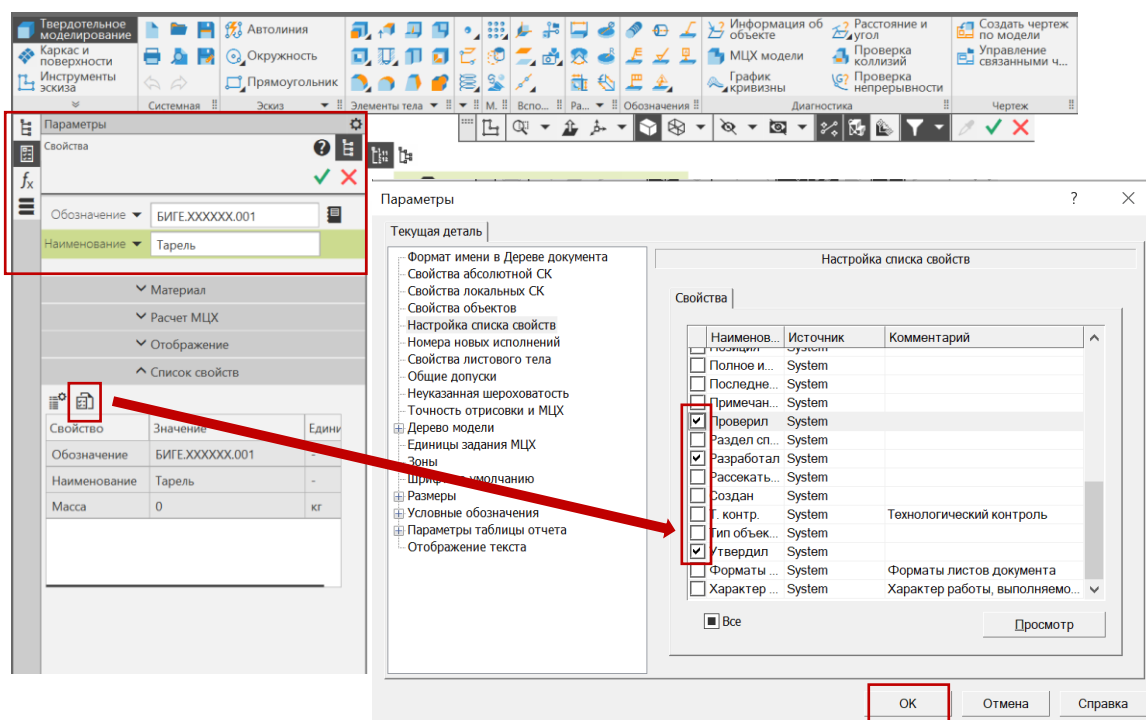 Твердотельное
моделирование
Каркас и
поверхности
Инструменты
эскиза
Системная
Автолиния
Окружность
Прямоугольник
Эскиз
Элементы тела
М.
Вспо...
Ра...
Обозначения
Информация об
объекте
МЦХ модели
График
кривизны
Расстояние и
угол
Проверка
коллизий
Проверка
непрерывности
Диагностика
Создать чертеж
по модели
Управление
связанными ч...
Чертеж
Параметры
Свойства
Обозначение БИГЕ.XXXXXX.001
Наименование Тарель
Материал
Расчет МЦХ
Отображение
Список свойств
Свойство Значение Едини
Обозначение БИГЕ.XXXXXX.001 -
Наименование Тарель -
Масса 0 кг
Параметры ?
Текущая деталь
Формат имени в Дереве документа
Свойства абсолютной СК
Свойства локальных СК
Свойства объектов
Настройка списка свойств
Номера новых исполнений
Свойства листового тела
Общие допуски
Неуказанная шероховатость
Точность отрисовки и МЦХ
Дерево модели
Единицы задания МЦХ
Зоны
умолчанию
Размеры
Условные обозначения
Параметры таблицы отчета
Отображение текста
Настройка списка свойств
Свойства
Наименов... Источник Комментарий
Позиция System
Полное и... System
Последне... System
Примечан... System
Проверил System
Раздел сп... System
Разработал System
Рассекать... System
Создан System
Т. контр. System Технологический контроль
Тип объек... System
Утвердил System
Форматы ... System Форматы листов документа
Характер ... System Характер работы, выполняемо...
Все
Просмотр
OK Отмена Справка